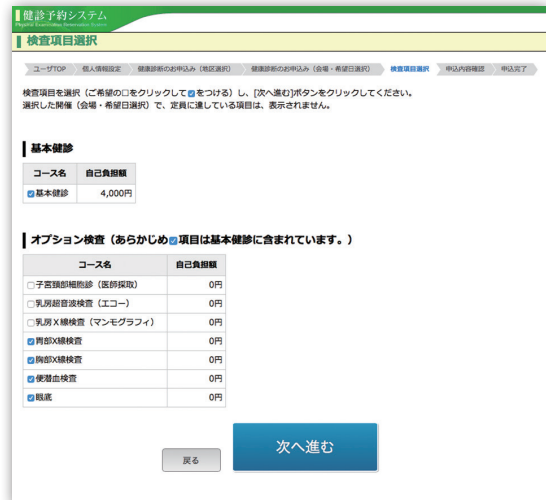 健診予約システム
Physical Examination Reservation System
検査項目選択
ユーザTOP 個人情報設定 健康診断のお申込み（地区選択） 健康診断のお申込み（会場・希望日選択） 検査項目選択 申込内容確認 申込完了
検査項目を選択（ご希望の□をクリックして☑をつける）し、[次へ進む]ボタンをクリックしてください。
選択した開催（会場・希望日選択）で、定員に達している項目は、表示されません。
基本健診
コース名 自己負担額
☑基本健診 4,000円
オプション検査（あらかじめ☑項目は基本健診に含まれています。）
コース名 自己負担額
□子宮頸部細胞診（医師採取） 0円
□乳房超音波検査（エコー） 0円
□乳房Ｘ線検査（マンモグラフィ） 0円
☑胃部X線検査 0円
☑胸部X線検査 0円
☑便潜血検査 0円
☑眼底 0円
戻る 次へ進む